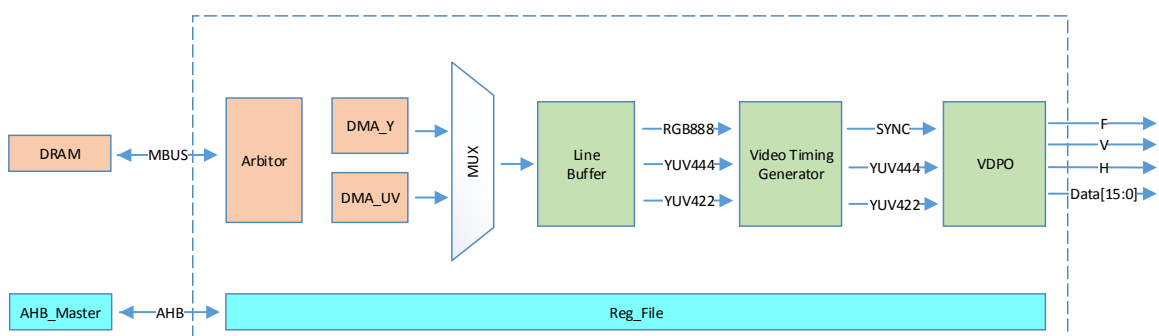 DRAM
MBUS
Arbitor
DMA_Y
DMA_UV
MUX
Line
Buffer
RGB888
YUV444
YUV422
Video Timing
Generator
SYNC
YUV444
YUV422
VDPO
F
V
H
Data[15:0]
AHB_Master
AHB
Reg_File